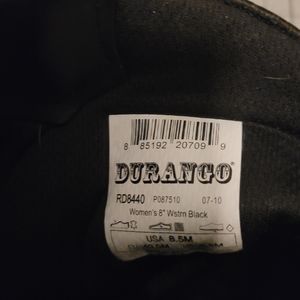 8 85192 20709 9
DURANGO®
RD8440 P087510 07-10
Women's 8" Wstrn Black
USA 8.5M